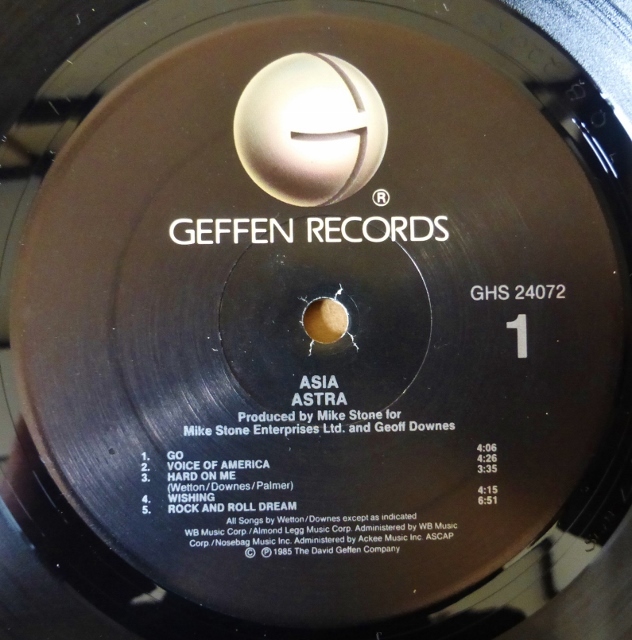 ®
GEFFEN RECORDS
GHS 24072
1
ASIA
ASTRA
Produced by Mike Stone for
Mike Stone Enterprises Ltd. and Geoff Downes
1. GO 4:06
2. VOICE OF AMERICA 4:26
3. HARD ON ME 3:35
(Wetton/Downes/Palmer)
4. WISHING 4:15
5. ROCK AND ROLL DREAM 6:51
All Songs by Wetton/Downes except as indicated
WB Music Corp./Almond Legg Music Corp. Administered by WB Music
Corp./Nosebag Music Inc. Administered by Ackee Music Inc. ASCAP
© ℗ 1985 The David Geffen Company